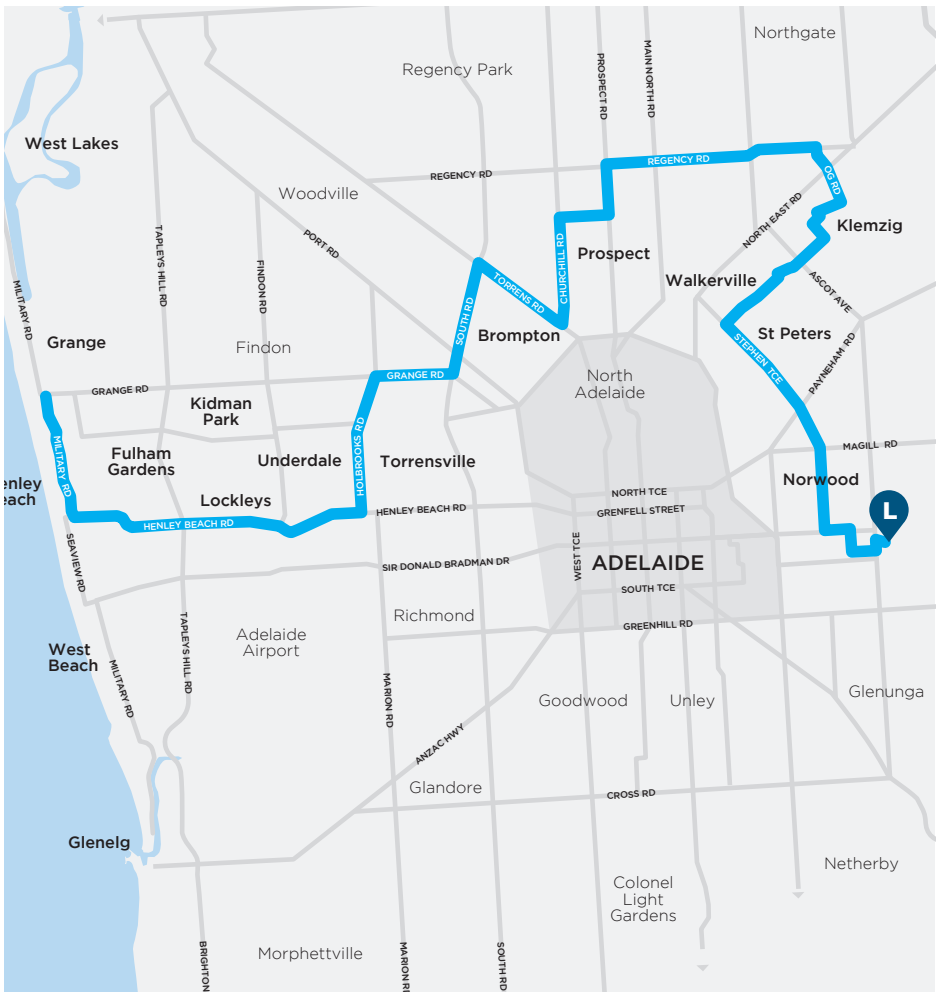 Northgate
Regency Park
PROSPECT RD
MAIN NORTH RD
West Lakes
REGENCY RD
REGENCY RD
OG RD
Woodville
NORTH EAST RD
Klemzig
TAPLEYS HILL RD
FINDON RD
PORT RD
CHURCHILL RD
Prospect
Walkerville
ASCOT AVE
TORRENS RD
MILITARY RD
SOUTH RD
Brompton
St Peters
STEPHEN TCE
PAYNEHAM RD
Grange
Findon
North
Adelaide
GRANGE RD
GRANGE RD
Kidman
Park
MILITARY RD
Fulham
Gardens
Underdale
HOLBROOKS RD
Torrensville
MAGILL RD
Norwood
enley
each
Lockleys
HENLEY BEACH RD
HENLEY BEACH RD
NORTH TCE
GRENFELL STREET
L
SEAVIEW RD
SIR DONALD BRADMAN DR
WEST TCE
ADELAIDE
SOUTH TCE
Richmond
GREENHILL RD
West
Beach
TAPLEYS HILL RD
Adelaide
Airport
MILITARY RD
MARION RD
Goodwood
Unley
Glenunga
ANZAC HWY
Glandore
CROSS RD
Glenelg
Netherby
Colonel
Light
Gardens
Morphettville
BRIGHTON
MARION RD
SOUTH RD